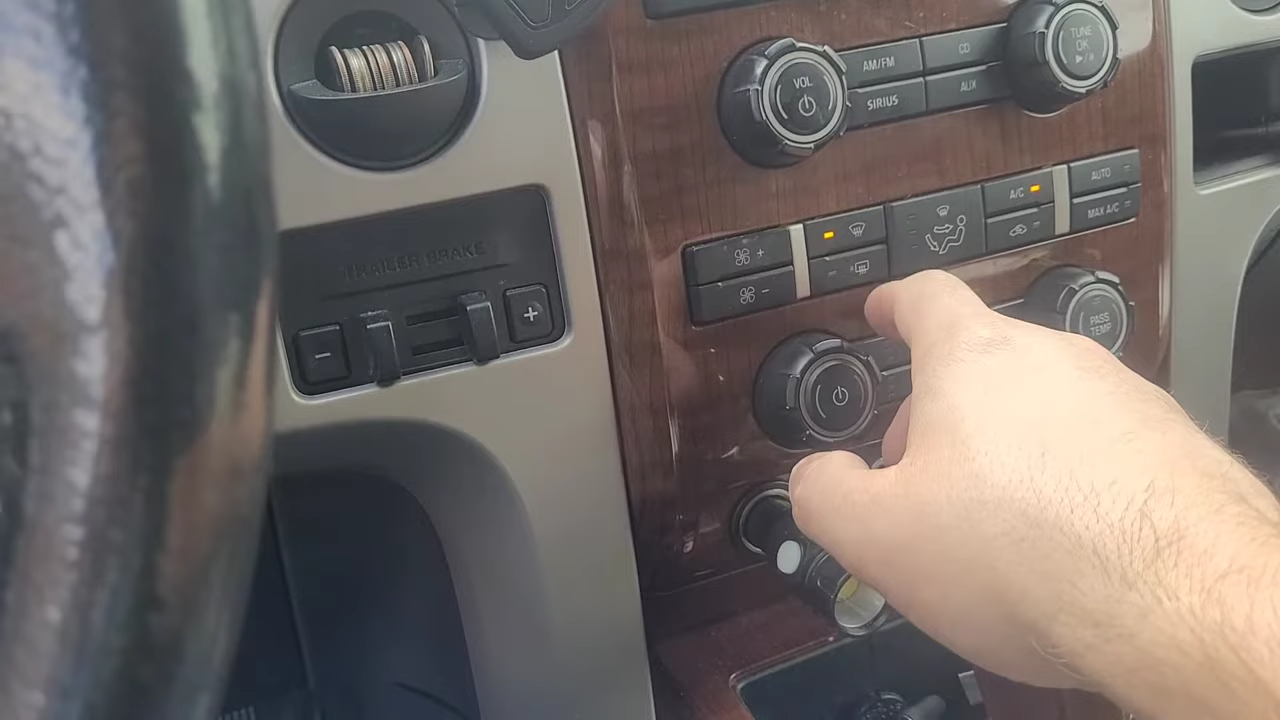 VOL
AM/FM
CD
SIRIUS
AUX
TUNE
OK
A/C
AUTO
MAX A/C
TRAILER BRAKE
+
−
+
−
PASS
TEMP